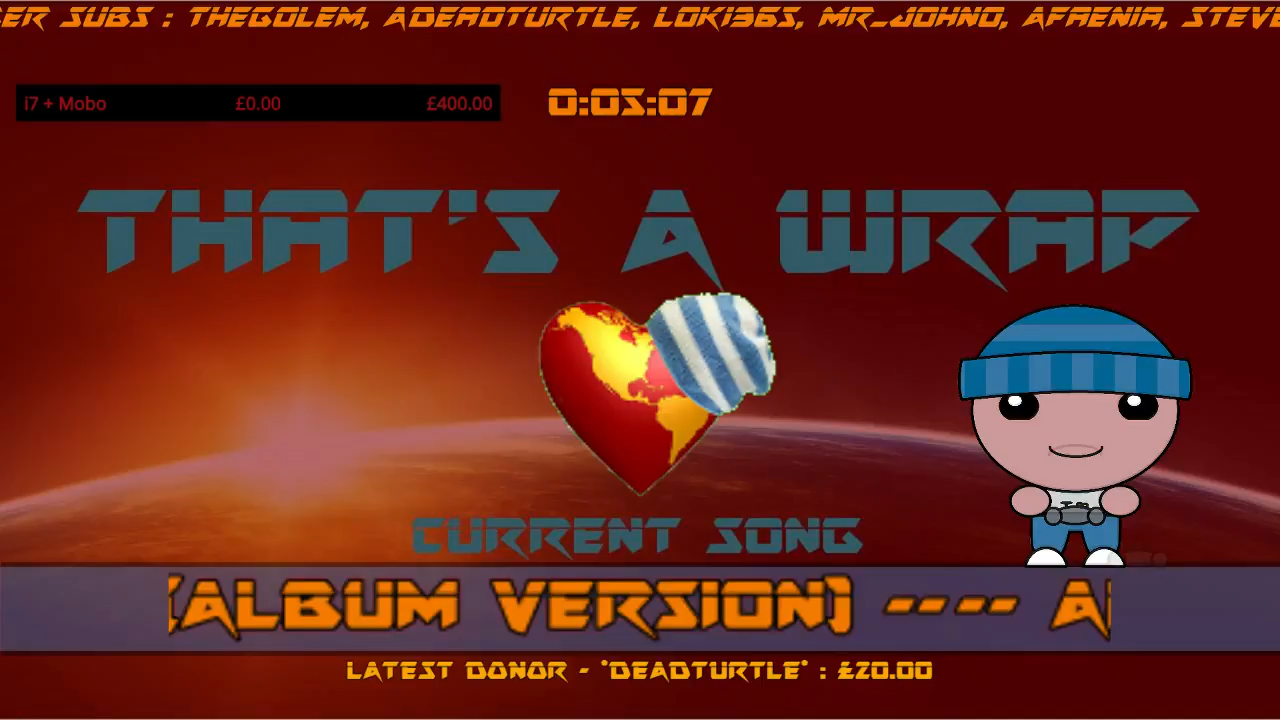 SUBS : THEGOLEM, ADEADTURTLE, LOKI365, MR_JOHNO, AFRENIR,
i7 + Mobo £0.00 £400.00
0:05:07
THAT'S A WRAP
CURRENT SONG
(ALBUM VERSION) ----
LATEST DONOR - "DEADTURTLE" : £20.00